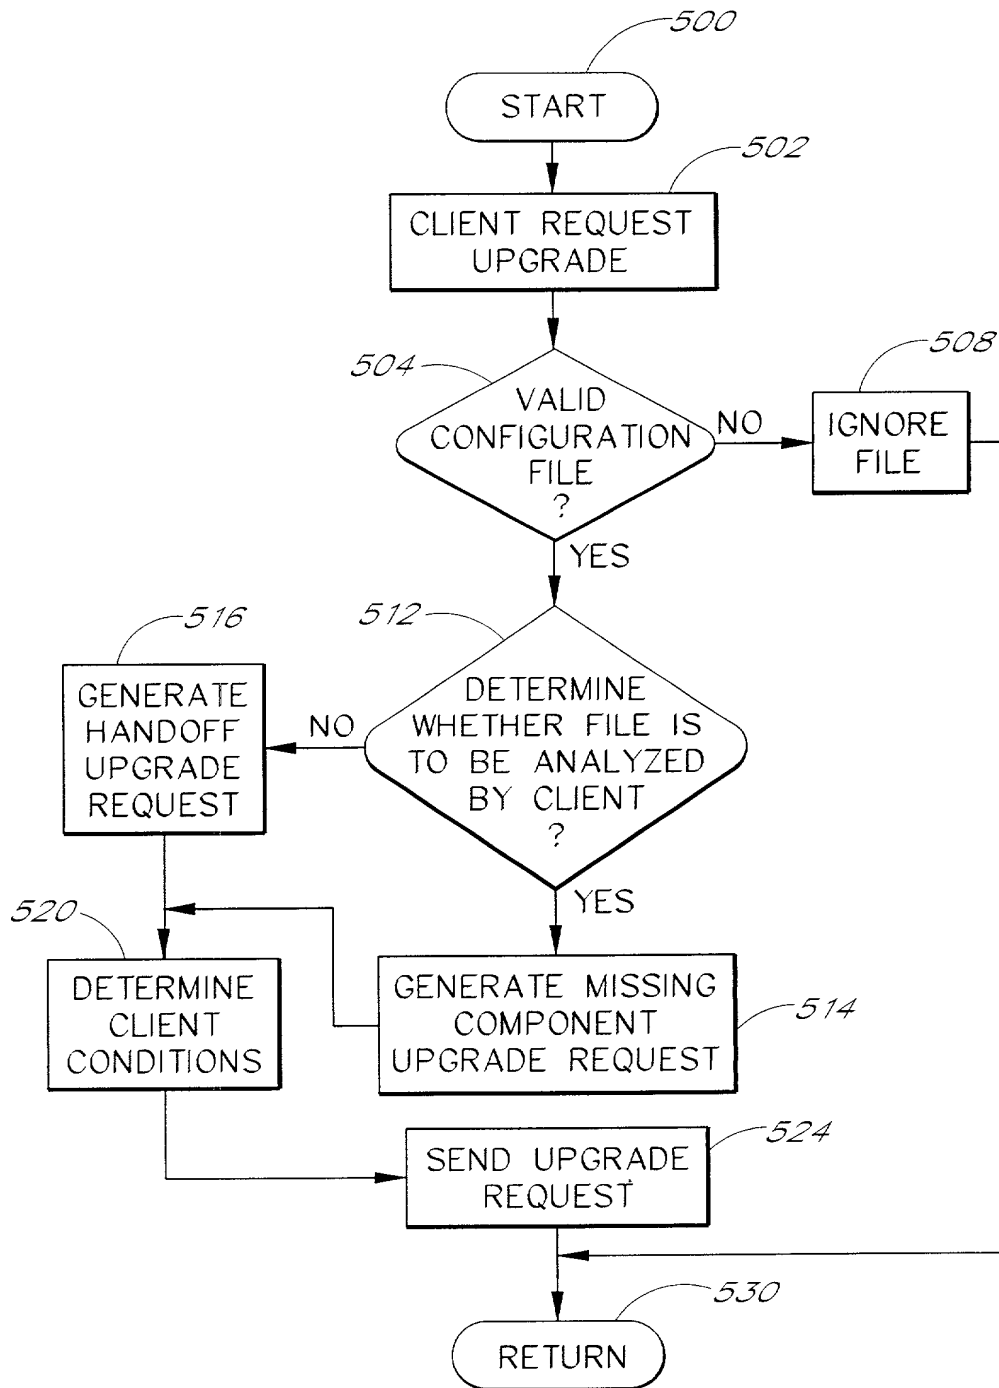 500
START
502
CLIENT REQUEST
UPGRADE
504
VALID
CONFIGURATION
FILE
?
NO
508
IGNORE
FILE
YES
512
DETERMINE
WHETHER FILE IS
TO BE ANALYZED
BY CLIENT
?
NO
516
GENERATE
HANDOFF
UPGRADE
REQUEST
YES
520
DETERMINE
CLIENT
CONDITIONS
GENERATE MISSING
COMPONENT
UPGRADE REQUEST
514
SEND UPGRADE
REQUEST
524
530
RETURN